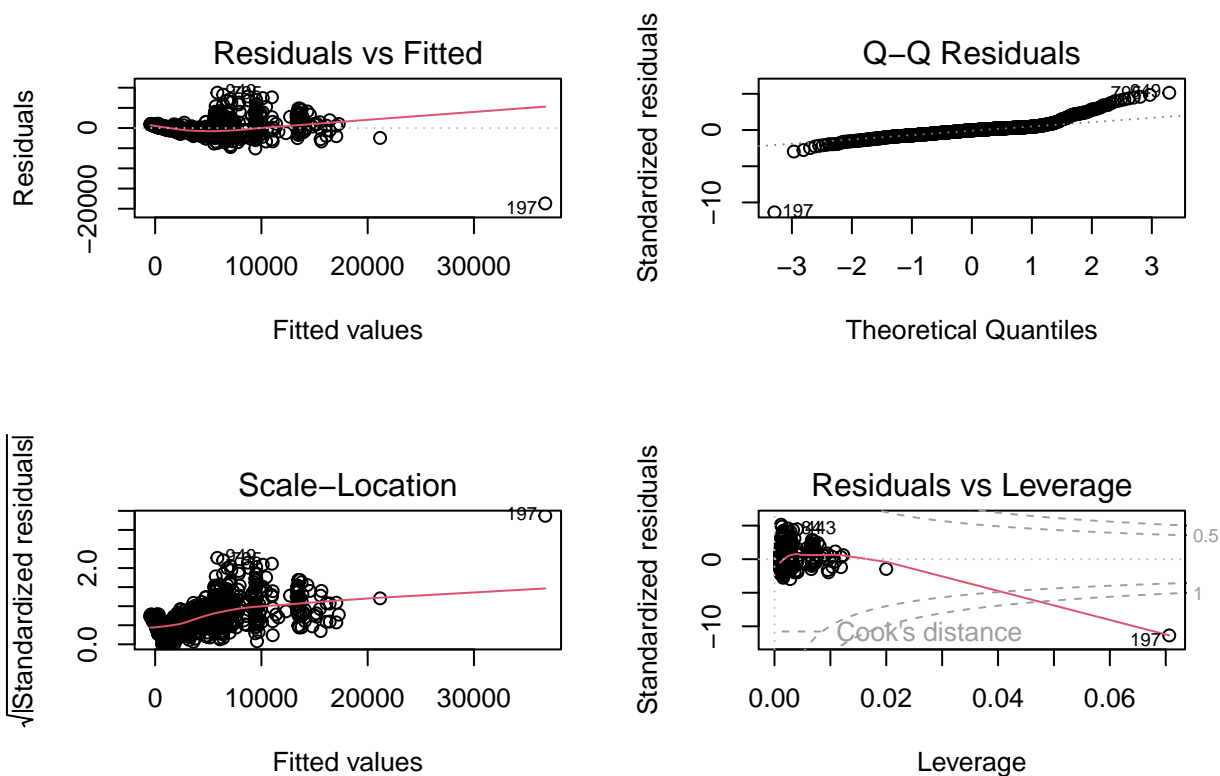 Residuals vs Fitted
Residuals
−20000
0
0
10000
20000
30000
Fitted values
197
Q−Q Residuals
Standardized residuals
−10
0
−3
−2
−1
0
1
2
3
Theoretical Quantiles
197
Scale−Location
√|Standardized residuals|
0.0
2.0
0
10000
20000
30000
Fitted values
197
Residuals vs Leverage
Standardized residuals
−10
0
0.00
0.02
0.04
0.06
Leverage
Cook's distance
0.5
1
197